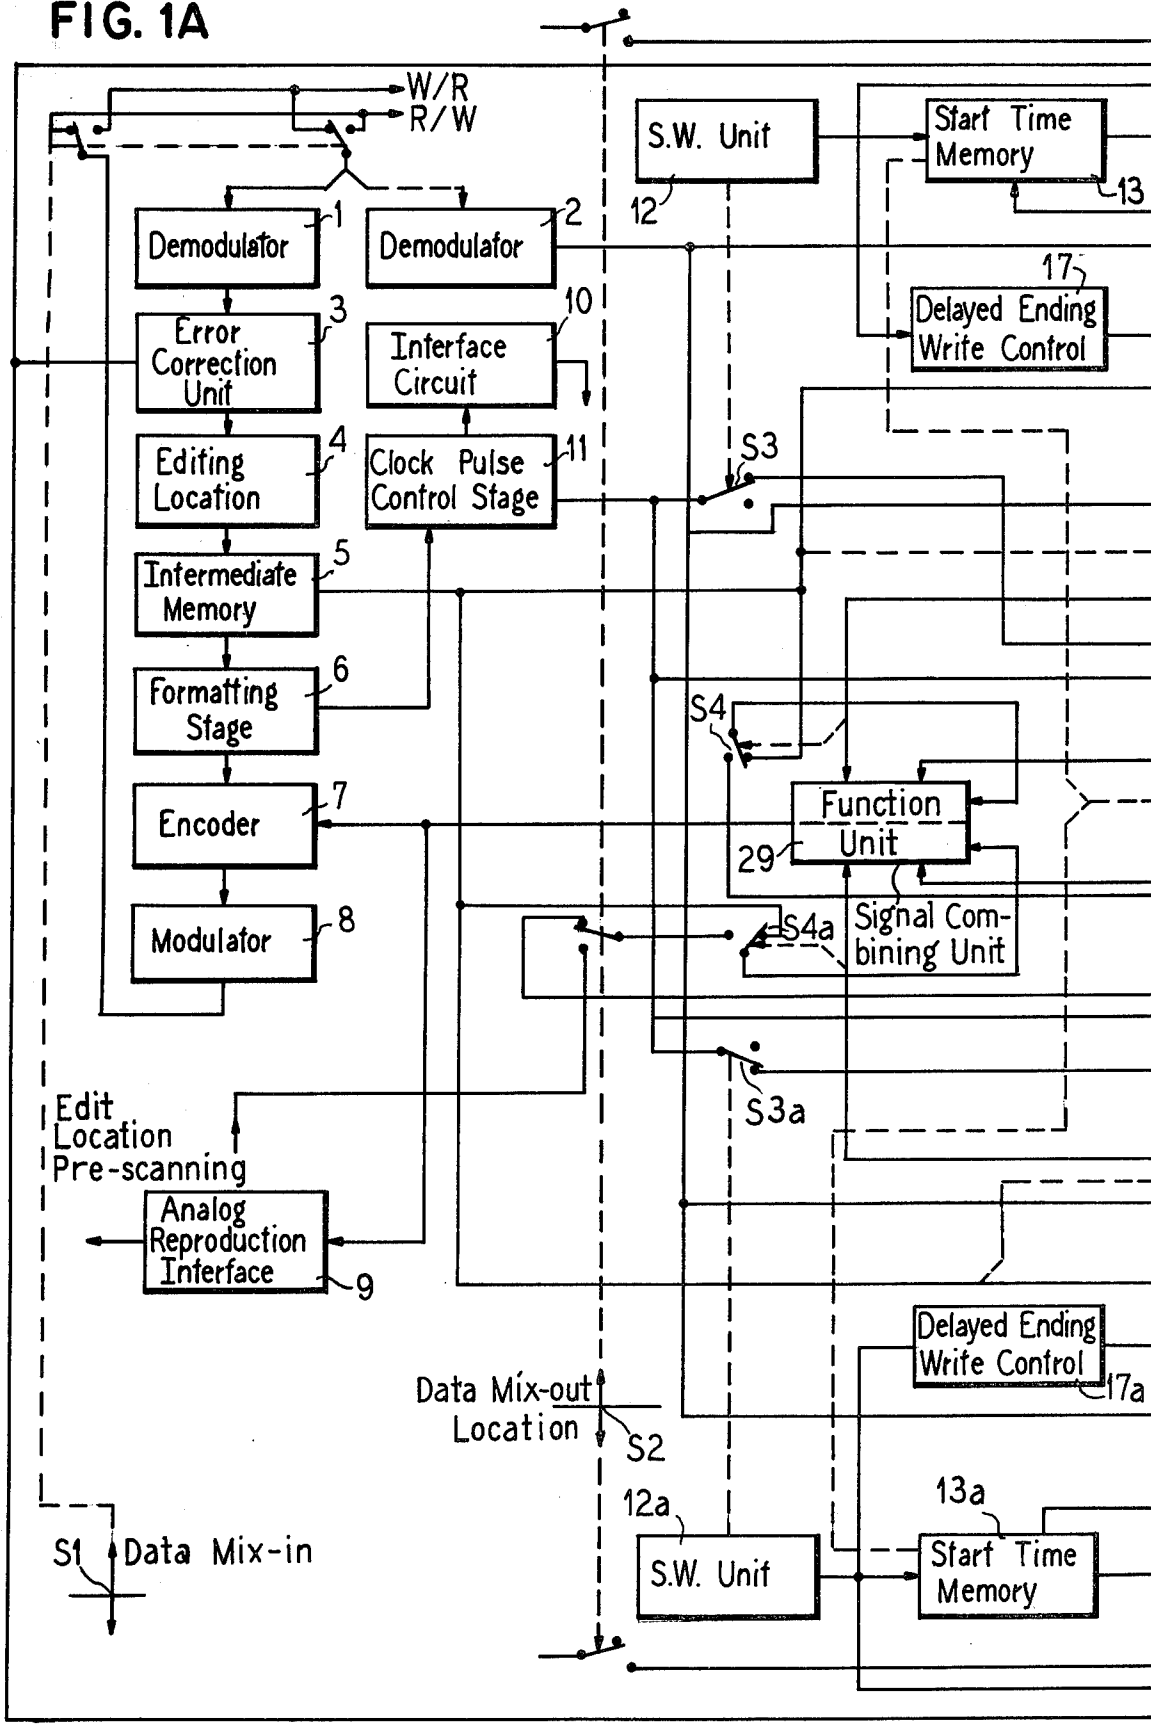 FIG. 1A
W/R
R/W
S.W. Unit
12
Start Time
Memory
13
1
Demodulator
2
Demodulator
17
Delayed Ending
Write Control
3
Error
Correction
Unit
10
Interface
Circuit
4
Editing
Location
11
Clock Pulse
Control Stage
S3
5
Intermediate
Memory
6
Formatting
Stage
S4
7
Encoder
Function
Unit
29
8
Modulator
S4a
Signal Com-
bining Unit
S3a
Edit
Location
Pre-scanning
Analog
Reproduction
Interface
9
Delayed Ending
Write Control
17a
Data Mix-out
Location
S2
12a
S.W. Unit
13a
Start Time
Memory
S1
Data Mix-in